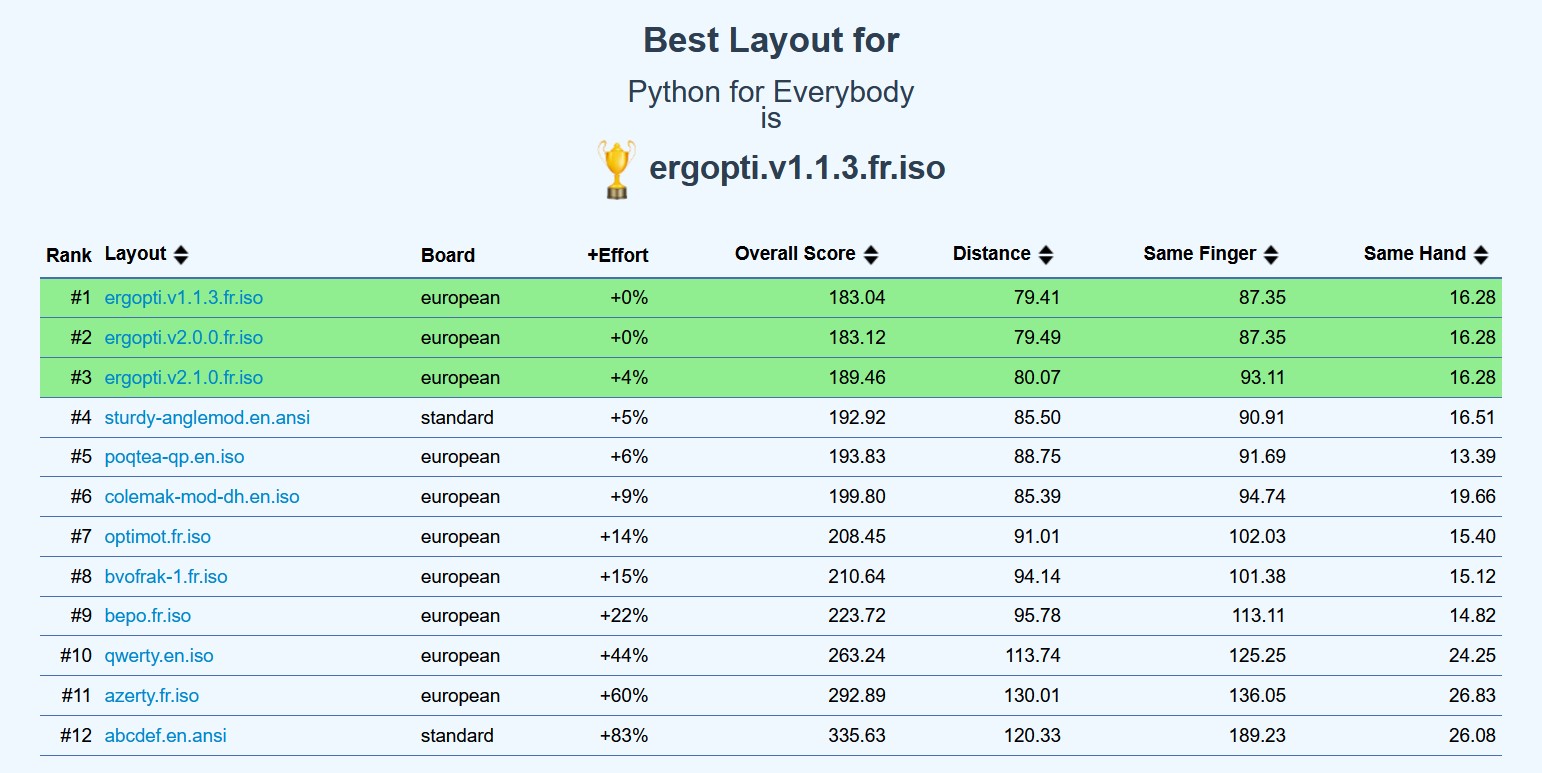 Best Layout for
Python for Everybody
is
ergopti.v1.1.3.fr.iso
Rank Layout Board +Effort Overall Score Distance Same Finger Same Hand
#1 ergopti.v1.1.3.fr.iso european +0% 183.04 79.41 87.35 16.28
#2 ergopti.v2.0.0.fr.iso european +0% 183.12 79.49 87.35 16.28
#3 ergopti.v2.1.0.fr.iso european +4% 189.46 80.07 93.11 16.28
#4 sturdy-anglemod.en.ansi standard +5% 192.92 85.50 90.91 16.51
#5 poqtea-qp.en.iso european +6% 193.83 88.75 91.69 13.39
#6 colemak-mod-dh.en.iso european +9% 199.80 85.39 94.74 19.66
#7 optimot.fr.iso european +14% 208.45 91.01 102.03 15.40
#8 bvofrak-1.fr.iso european +15% 210.64 94.14 101.38 15.12
#9 bepo.fr.iso european +22% 223.72 95.78 113.11 14.82
#10 qwerty.en.iso european +44% 263.24 113.74 125.25 24.25
#11 azerty.fr.iso european +60% 292.89 130.01 136.05 26.83
#12 abcdef.en.ansi standard +83% 335.63 120.33 189.23 26.08